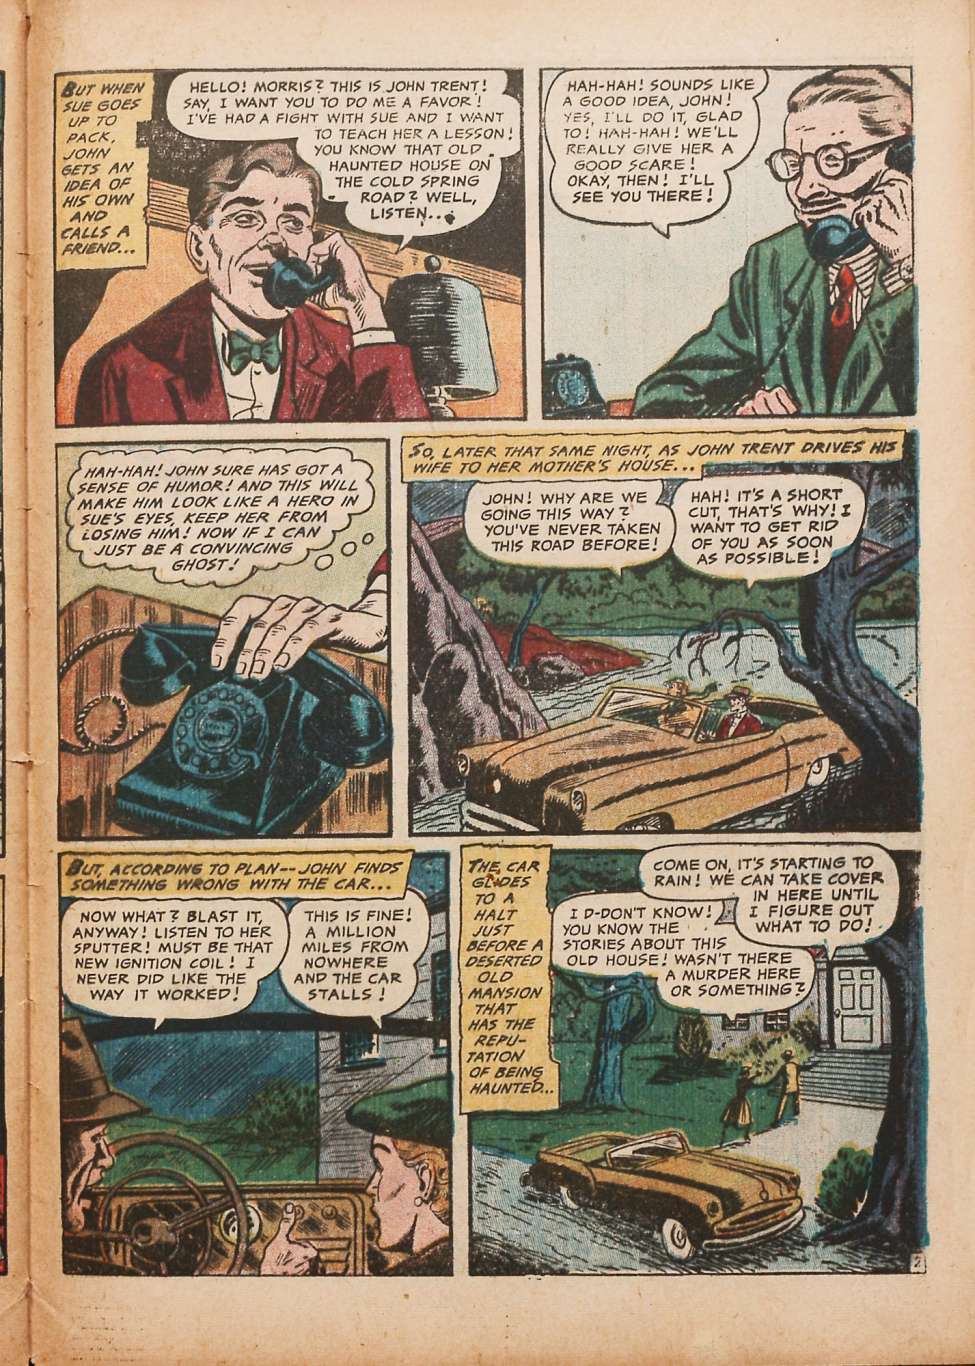 BUT WHEN
SUE GOES
UP TO
PACK,
JOHN
GETS AN
IDEA OF
HIS OWN
AND
CALLS A
FRIEND...
HELLO! MORRIS? THIS IS JOHN TRENT!
SAY, I WANT YOU TO DO ME A FAVOR!
I'VE HAD A FIGHT WITH SUE AND I WANT
TO TEACH HER A LESSON!
YOU KNOW THAT OLD
HAUNTED HOUSE ON
THE COLD SPRING
ROAD? WELL,
LISTEN...
HAH-HAH! SOUNDS LIKE
A GOOD IDEA, JOHN!
YES, I'LL DO IT, GLAD
TO! HAH-HAH! WE'LL
REALLY GIVE HER A
GOOD SCARE!
OKAY, THEN! I'LL
SEE YOU THERE!
HAH-HAH! JOHN SURE HAS GOT A
SENSE OF HUMOR! AND THIS WILL
MAKE HIM LOOK LIKE A HERO IN
SUE'S EYES, KEEP HER FROM
LOSING HIM! NOW IF I CAN
JUST BE A CONVINCING
GHOST!
SO, LATER THAT SAME NIGHT, AS JOHN TRENT DRIVES HIS
WIFE TO HER MOTHER'S HOUSE...
JOHN! WHY ARE WE
GOING THIS WAY?
YOU'VE NEVER TAKEN
THIS ROAD BEFORE!
HAH! IT'S A SHORT
CUT, THAT'S WHY! I
WANT TO GET RID
OF YOU AS SOON
AS POSSIBLE!
BUT, ACCORDING TO PLAN--JOHN FINDS
SOMETHING WRONG WITH THE CAR...
NOW WHAT? BLAST IT,
ANYWAY! LISTEN TO HER
SPUTTER! MUST BE THAT
NEW IGNITION COIL! I
NEVER DID LIKE THE
WAY IT WORKED!
THIS IS FINE!
A MILLION
MILES FROM
NOWHERE
AND THE CAR
STALLS!
THE CAR
GLIDES
TO A
HALT
JUST
BEFORE A
DESERTED
OLD
MANSION
THAT
HAS THE
REPU-
TATION
OF BEING
HAUNTED...
COME ON, IT'S STARTING TO
RAIN! WE CAN TAKE COVER
IN HERE UNTIL
I FIGURE OUT
WHAT TO DO!
I D-DON'T KNOW!
YOU KNOW THE
STORIES ABOUT THIS
OLD HOUSE! WASN'T THERE
A MURDER HERE
OR SOMETHING?
2